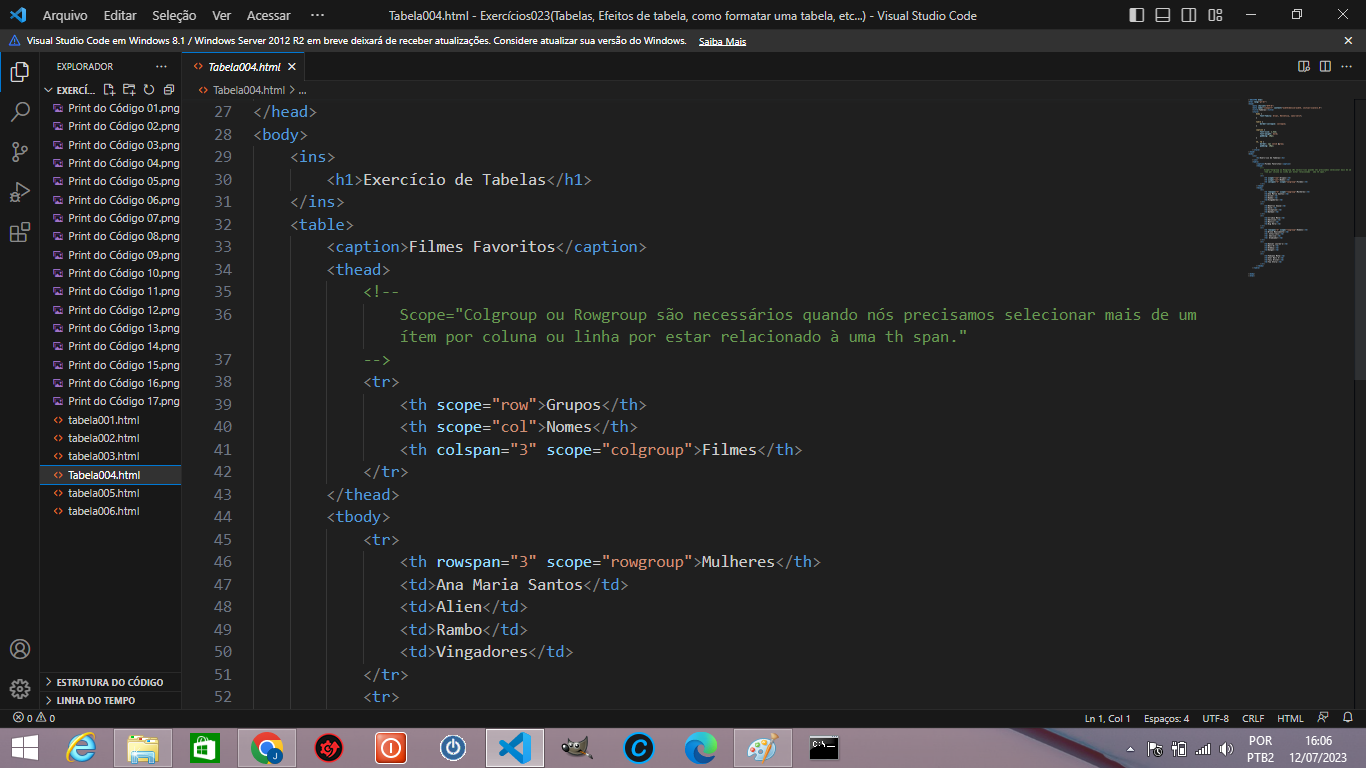 Arquivo Editar Seleção Ver Acessar ··· Tabela004.html - Exercícios023(Tabelas, Efeitos de tabela, como formatar uma tabela, etc...) - Visual Studio Code
Visual Studio Code em Windows 8.1 / Windows Server 2012 R2 em breve deixará de receber atualizações. Considere atualizar sua versão do Windows. Saiba Mais
EXPLORADOR ···
EXERCÍ...
Print do Código 01.png
Print do Código 02.png
Print do Código 03.png
Print do Código 04.png
Print do Código 05.png
Print do Código 06.png
Print do Código 07.png
Print do Código 08.png
Print do Código 09.png
Print do Código 10.png
Print do Código 11.png
Print do Código 12.png
Print do Código 13.png
Print do Código 14.png
Print do Código 15.png
Print do Código 16.png
Print do Código 17.png
tabela001.html
tabela002.html
tabela003.html
Tabela004.html
tabela005.html
tabela006.html
ESTRUTURA DO CÓDIGO
LINHA DO TEMPO
Tabela004.html
Tabela004.html > ...
27 </head>
28 <body>
29 <ins>
30 <h1>Exercício de Tabelas</h1>
31 </ins>
32 <table>
33 <caption>Filmes Favoritos</caption>
34 <thead>
35 <!--
36 Scope="Colgroup ou Rowgroup são necessários quando nós precisamos selecionar mais de um
ítem por coluna ou linha por estar relacionado à uma th span."
37 -->
38 <tr>
39 <th scope="row">Grupos</th>
40 <th scope="col">Nomes</th>
41 <th colspan="3" scope="colgroup">Filmes</th>
42 </tr>
43 </thead>
44 <tbody>
45 <tr>
46 <th rowspan="3" scope="rowgroup">Mulheres</th>
47 <td>Ana Maria Santos</td>
48 <td>Alien</td>
49 <td>Rambo</td>
50 <td>Vingadores</td>
51 </tr>
52 <tr>
0 0 Ln 1, Col 1 Espaços: 4 UTF-8 CRLF HTML
POR 16:06
PTB2 12/07/2023